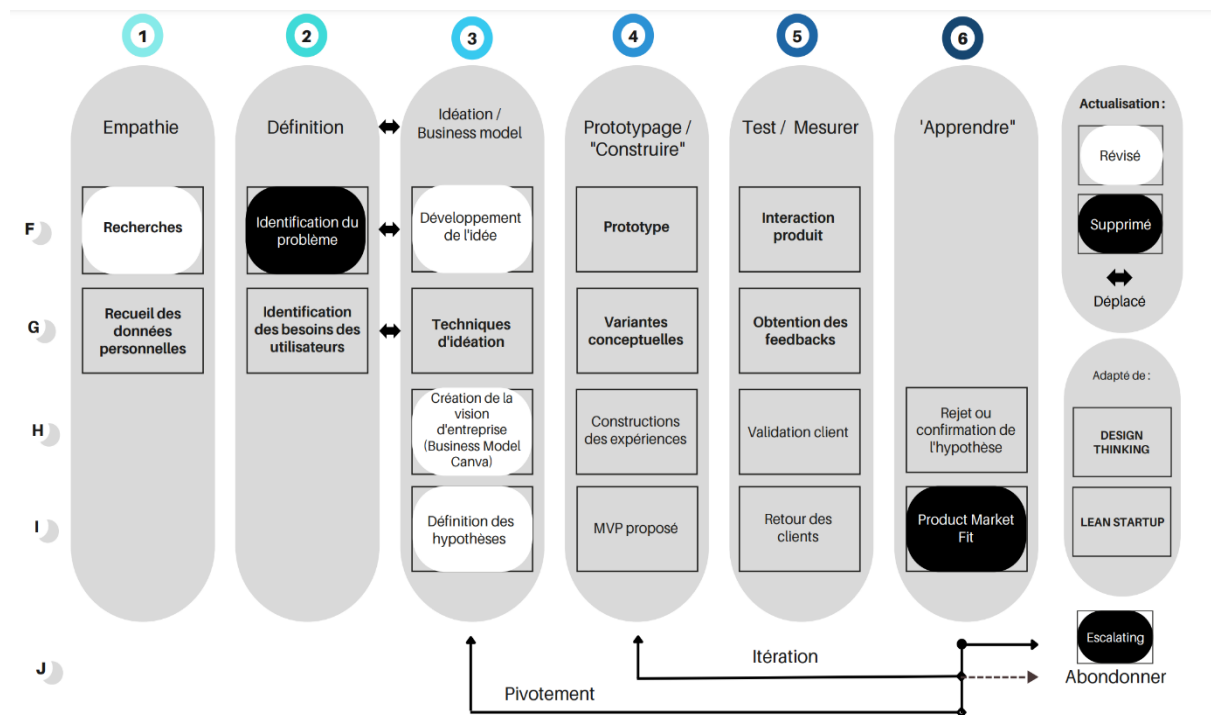 1
2
3
4
5
6
Empathie
Définition
Idéation /
Business model
Prototypage /
"Construire"
Test / Mesurer
'Apprendre"
Actualisation :
Révisé
Supprimé
Déplacé
F
Recherches
Identification du
problème
Développement
de l'idée
Prototype
Interaction
produit
G
Recueil des
données
personnelles
Identification
des besoins des
utilisateurs
Techniques
d'idéation
Variantes
conceptuelles
Obtention des
feedbacks
Adapté de :
H
Création de la
vision
d'entreprise
(Business Model
Canva)
Constructions
des expériences
Validation client
Rejet ou
confirmation de
l'hypothèse
DESIGN
THINKING
I
Définition des
hypothèses
MVP proposé
Retour des
clients
Product Market
Fit
LEAN STARTUP
J
Itération
Pivotement
Escalating
Abondonner